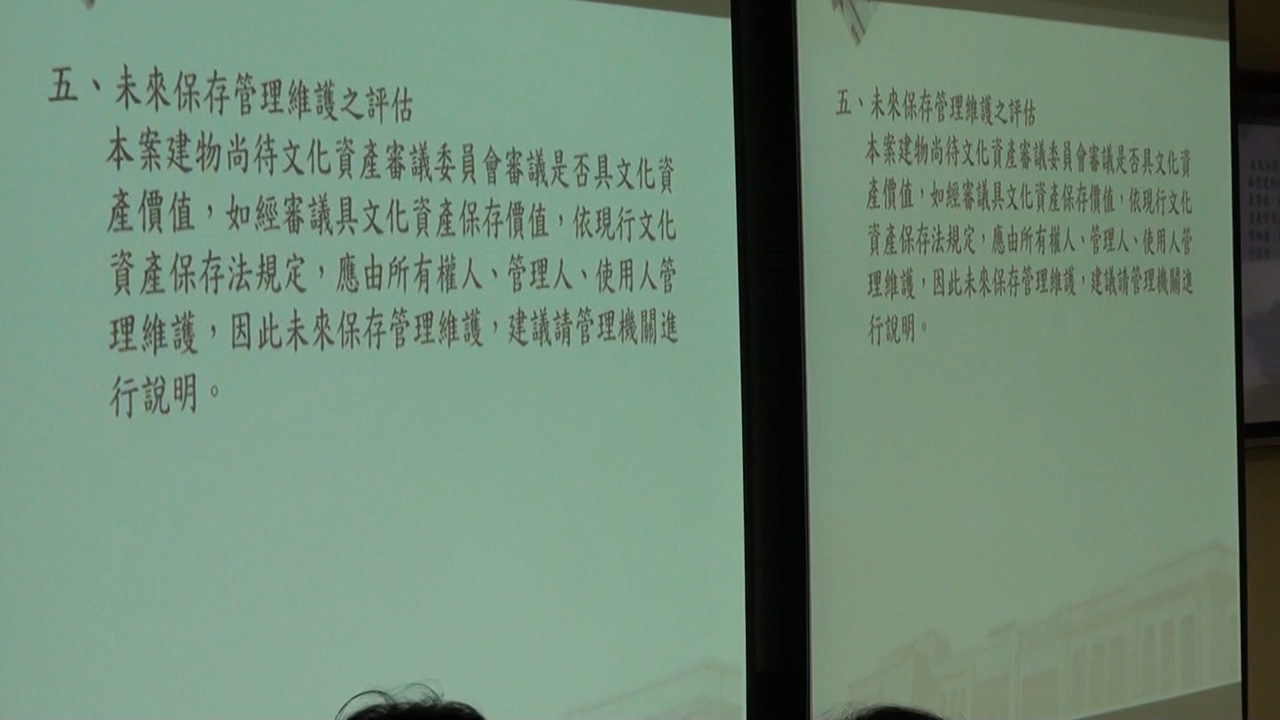 五、未來保存管理維護之評估
本案建物尚待文化資產審議委員會審議是否具文化資
產價值，如經審議具文化資產保存價值，依現行文化
資產保存法規定，應由所有權人、管理人、使用人管
理維護，因此未來保存管理維護，建議請管理機關進
行說明。
五、未來保存管理維護之評估
本案建物尚待文化資產審議委員會審議是否具文化資
產價值，如經審議具文化資產保存價值，依現行文化
資產保存法規定，應由所有權人、管理人、使用人管
理維護，因此未來保存管理維護，建議請管理機關進
行說明。